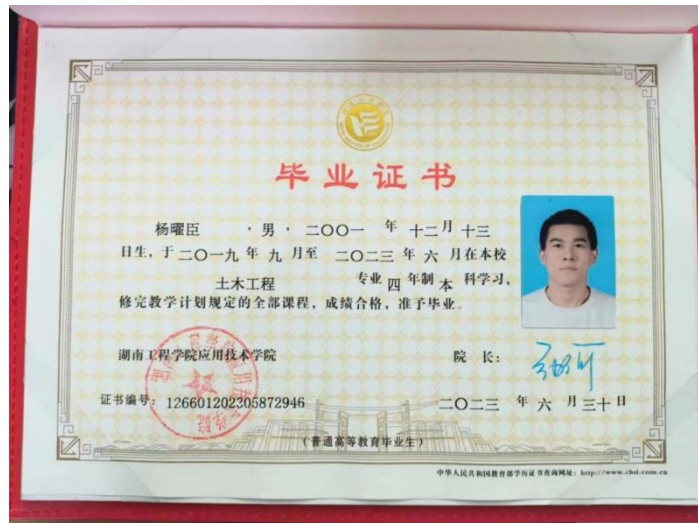 毕业证书
杨曜臣 ,男,二〇〇一 年 十二月 十三
日生,于二〇一九 年 九 月至 二〇二三 年 六 月在本校
土木工程 专业 四 年制 本 科学习,
修完教学计划规定的全部课程,成绩合格,准予毕业。
湖南工程学院应用技术学院 院 长:
证书编号:126601202305872946 二〇二三 年 六 月三十日
(普通高等教育毕业生)
中华人民共和国教育部学历证书查询网址:http://www.chsi.com.cn